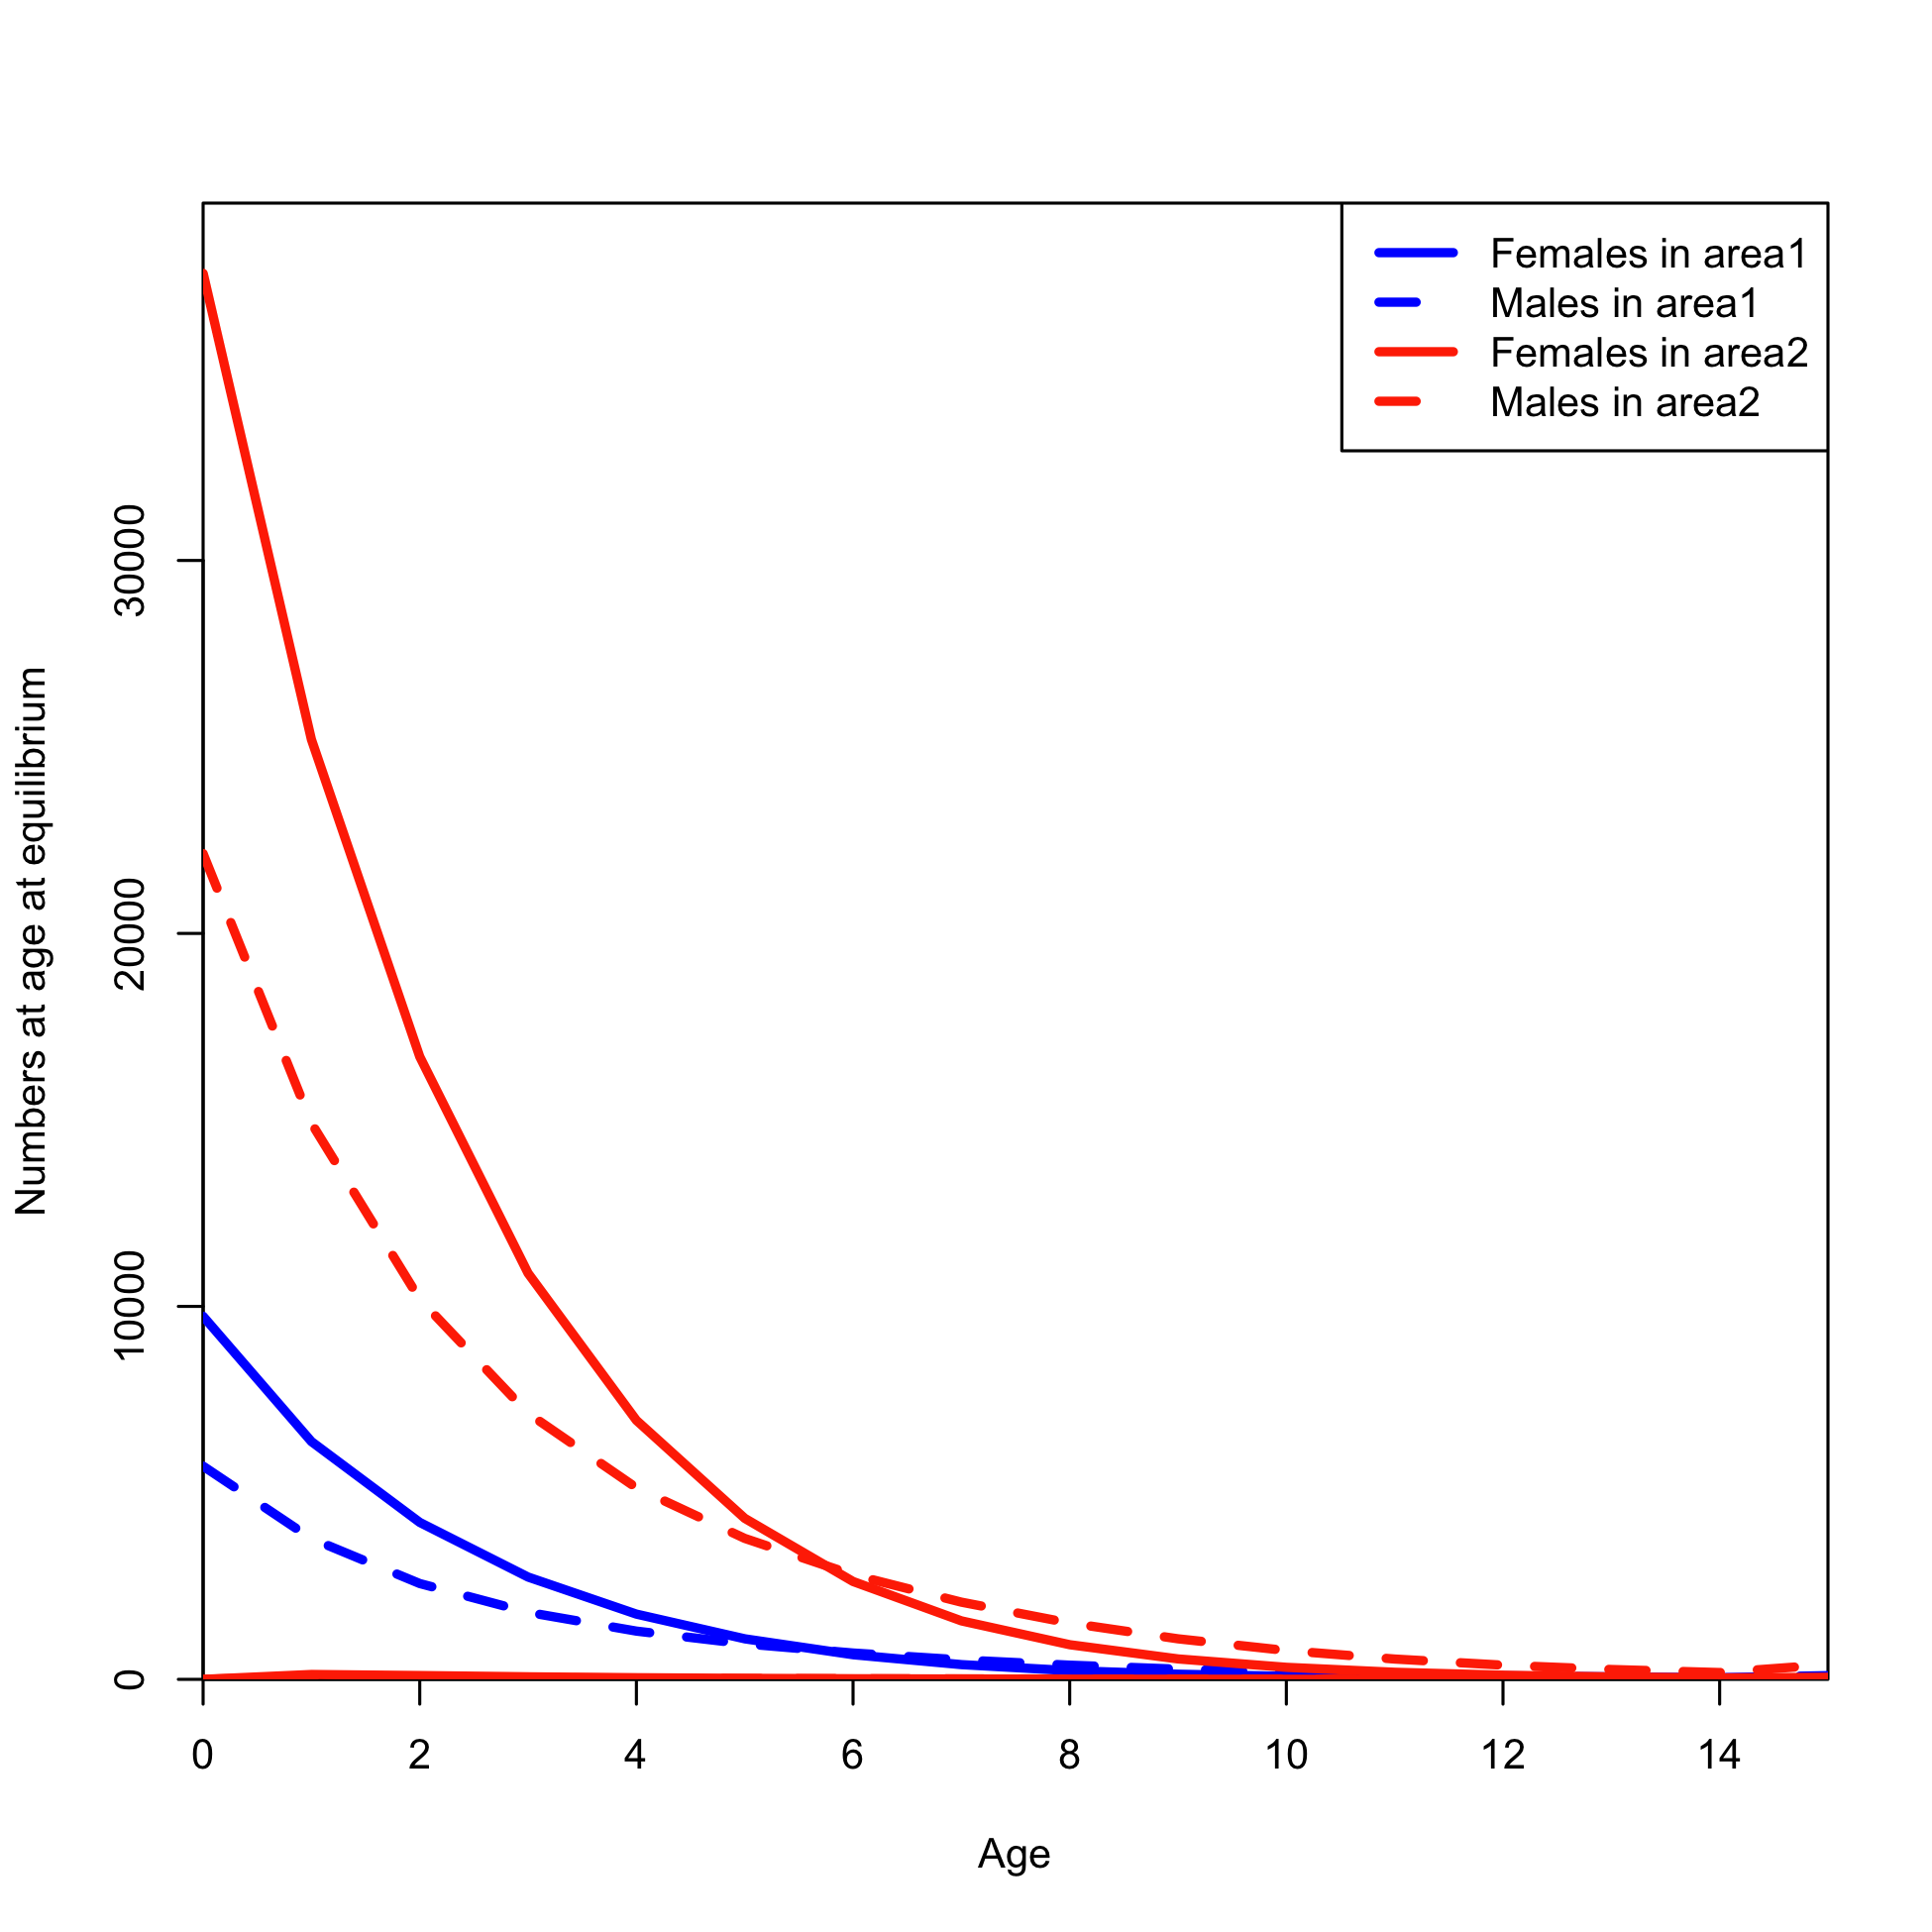 Females in area1
Males in area1
Females in area2
Males in area2
Numbers at age at equilibrium
30000
20000
10000
0
0 2 4 6 8 10 12 14
Age